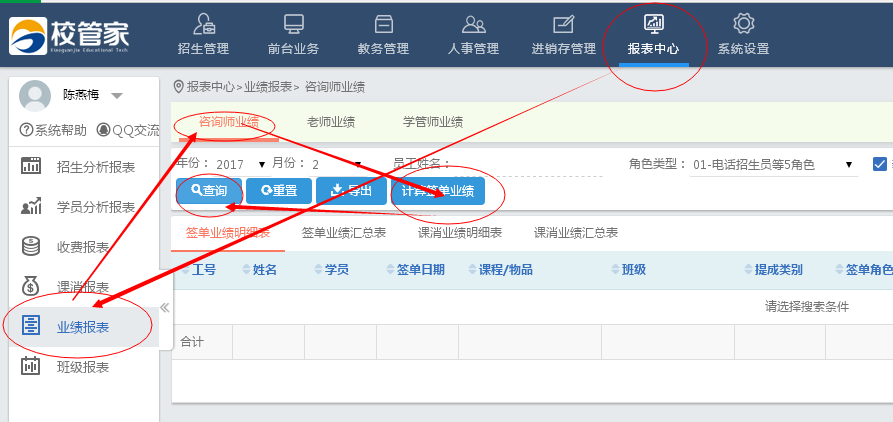 校管家
Xiaoguanjia Educational Tech
招生管理 前台业务 教务管理 人事管理 进销存管理 报表中心 系统设置
陈燕梅
系统帮助 QQ交流
招生分析报表
学员分析报表
收费报表
课消报表
业绩报表
班级报表
报表中心>业绩报表> 咨询师业绩
咨询师业绩 老师业绩 学管师业绩
年份： 2017 月份： 2 员工姓名： 角色类型： 01-电话招生员等5角色
查询 重置 导出 计算签单业绩
签单业绩明细表 签单业绩汇总表 课消业绩明细表 课消业绩汇总表
工号 姓名 学员 签单日期 课程/物品 班级 提成类别 签单角色
请选择搜索条件
合计